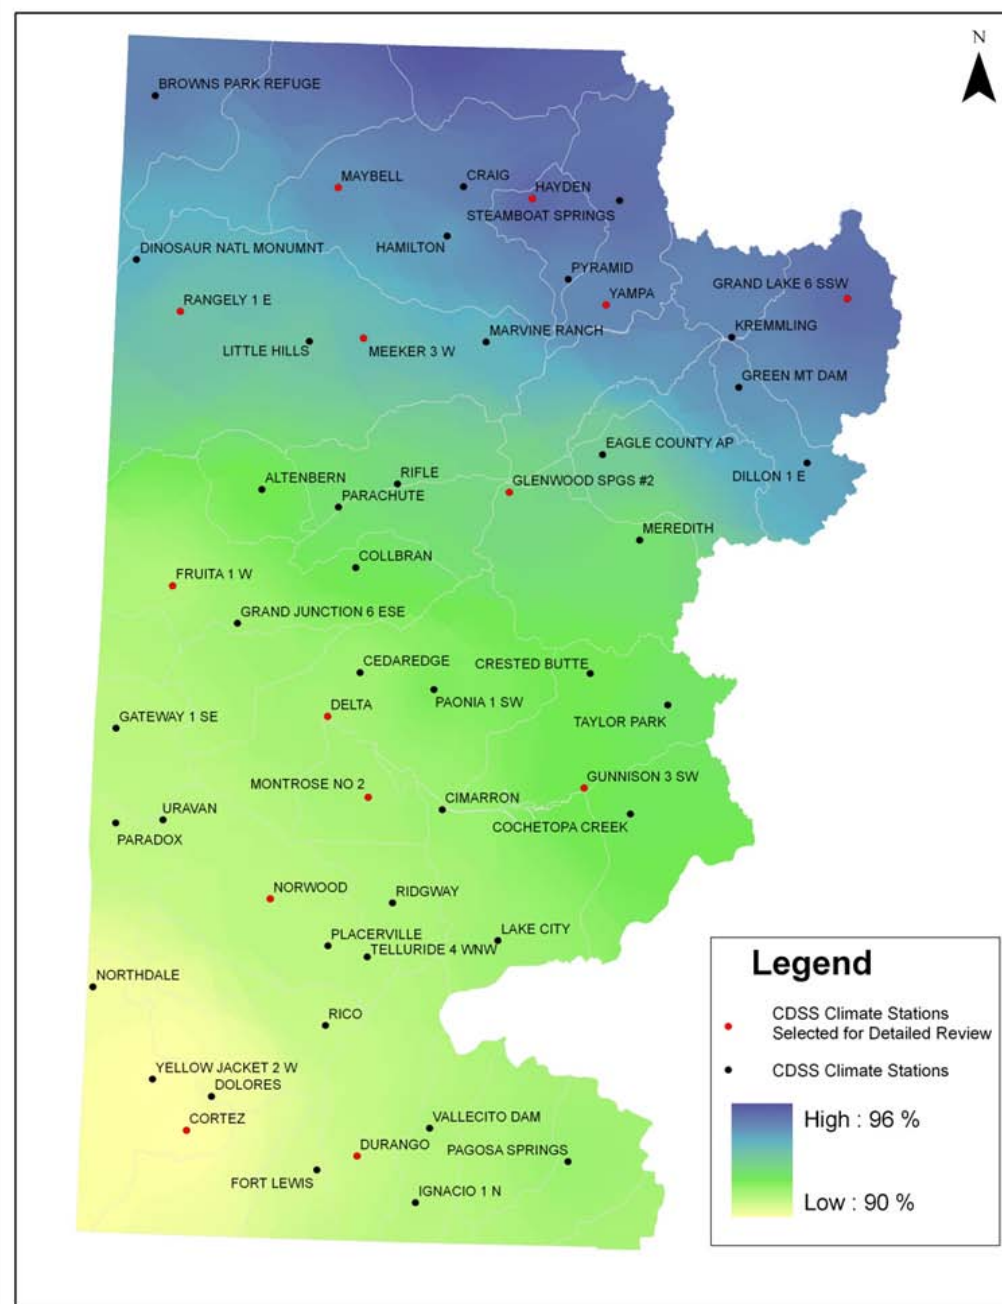 N
BROWNS PARK REFUGE
MAYBELL
CRAIG
HAYDEN
STEAMBOAT SPRINGS
HAMILTON
DINOSAUR NATL MONUMNT
PYRAMID
GRAND LAKE 6 SSW
YAMPA
RANGELY 1 E
KREMMLING
MARVINE RANCH
LITTLE HILLS
MEEKER 3 W
GREEN MT DAM
EAGLE COUNTY AP
RIFLE
ALTENBERN
GLENWOOD SPGS #2
DILLON 1 E
PARACHUTE
MEREDITH
COLLBRAN
FRUITA 1 W
GRAND JUNCTION 6 ESE
CEDAREDGE
CRESTED BUTTE
PAONIA 1 SW
DELTA
GATEWAY 1 SE
TAYLOR PARK
GUNNISON 3 SW
MONTROSE NO 2
CIMARRON
URAVAN
COCHETOPA CREEK
PARADOX
NORWOOD
RIDGWAY
LAKE CITY
PLACERVILLE
TELLURIDE 4 WNW
NORTHDALE
RICO
YELLOW JACKET 2 W
DOLORES
CORTEZ
VALLECITO DAM
DURANGO
PAGOSA SPRINGS
FORT LEWIS
IGNACIO 1 N
Legend
CDSS Climate Stations
Selected for Detailed Review
CDSS Climate Stations
High : 96 %
Low : 90 %